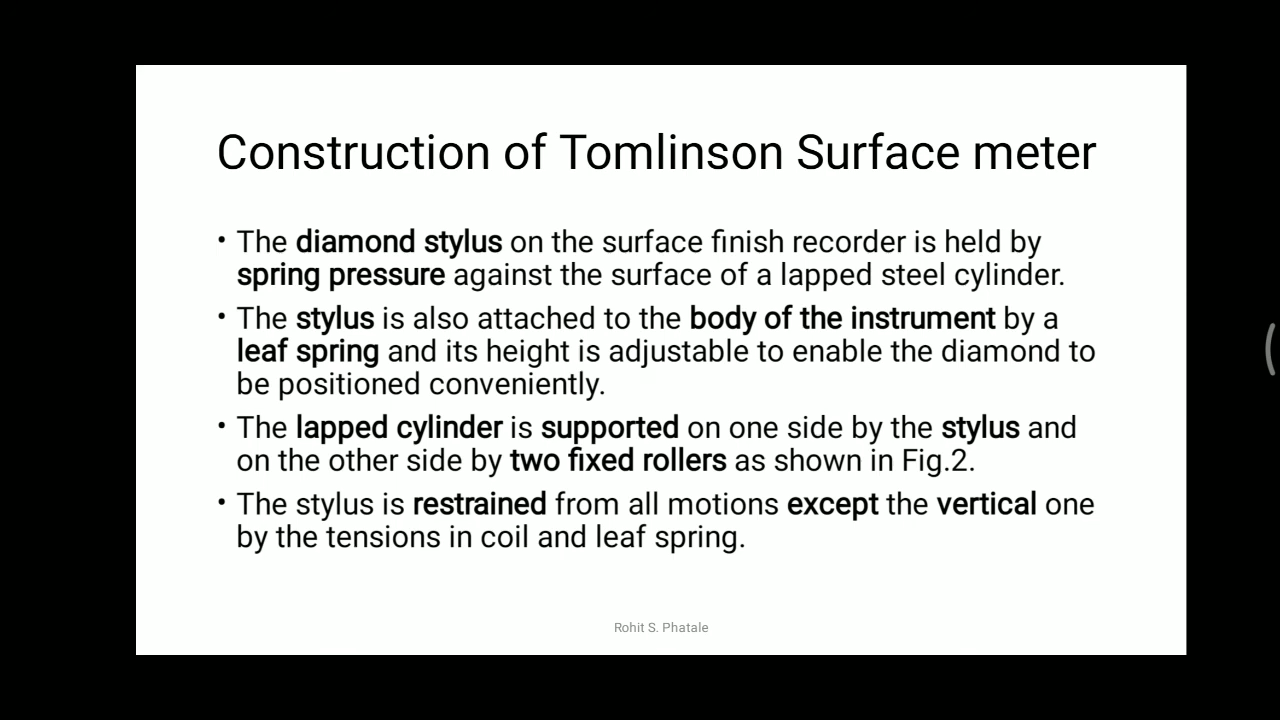 Construction of Tomlinson Surface meter
• The diamond stylus on the surface finish recorder is held by
spring pressure against the surface of a lapped steel cylinder.
• The stylus is also attached to the body of the instrument by a
leaf spring and its height is adjustable to enable the diamond to
be positioned conveniently.
• The lapped cylinder is supported on one side by the stylus and
on the other side by two fixed rollers as shown in Fig.2.
• The stylus is restrained from all motions except the vertical one
by the tensions in coil and leaf spring.
Rohit S. Phatale